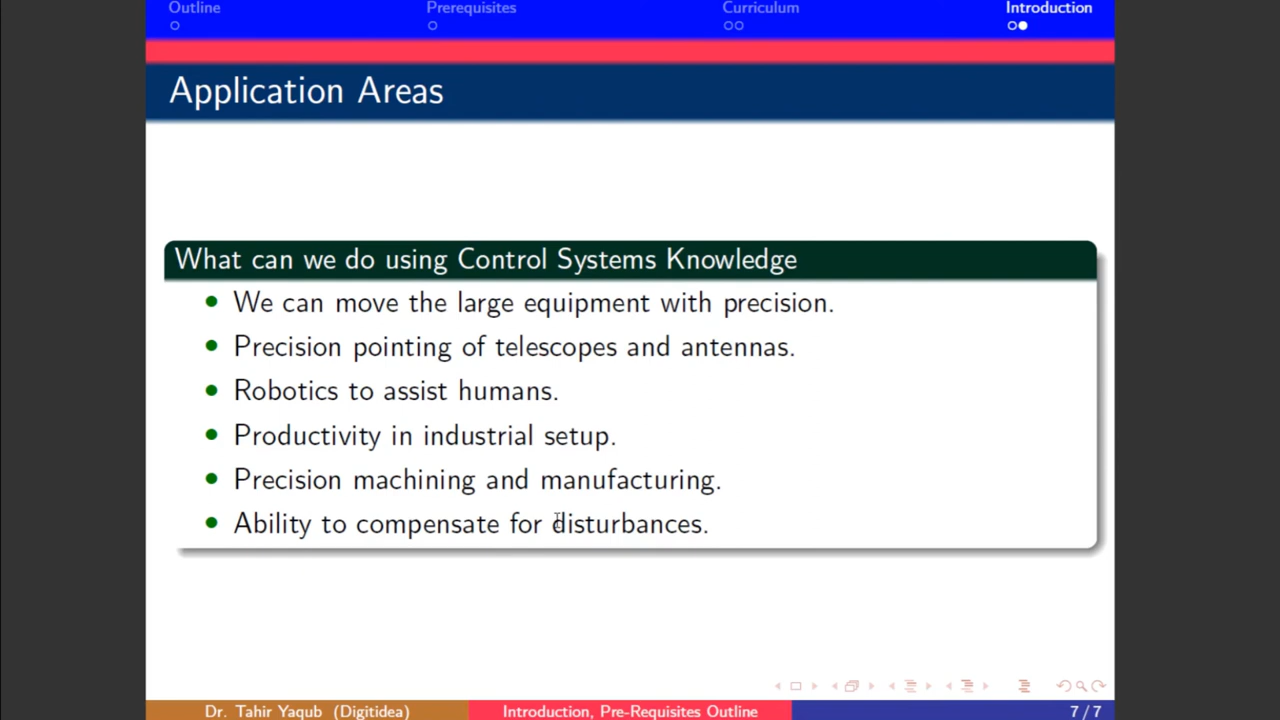 Outline Prerequisites Curriculum Introduction
Application Areas
What can we do using Control Systems Knowledge
We can move the large equipment with precision.
Precision pointing of telescopes and antennas.
Robotics to assist humans.
Productivity in industrial setup.
Precision machining and manufacturing.
Ability to compensate for disturbances.
Dr. Tahir Yaqub (Digitidea) Introduction, Pre-Requisites Outline 7 / 7